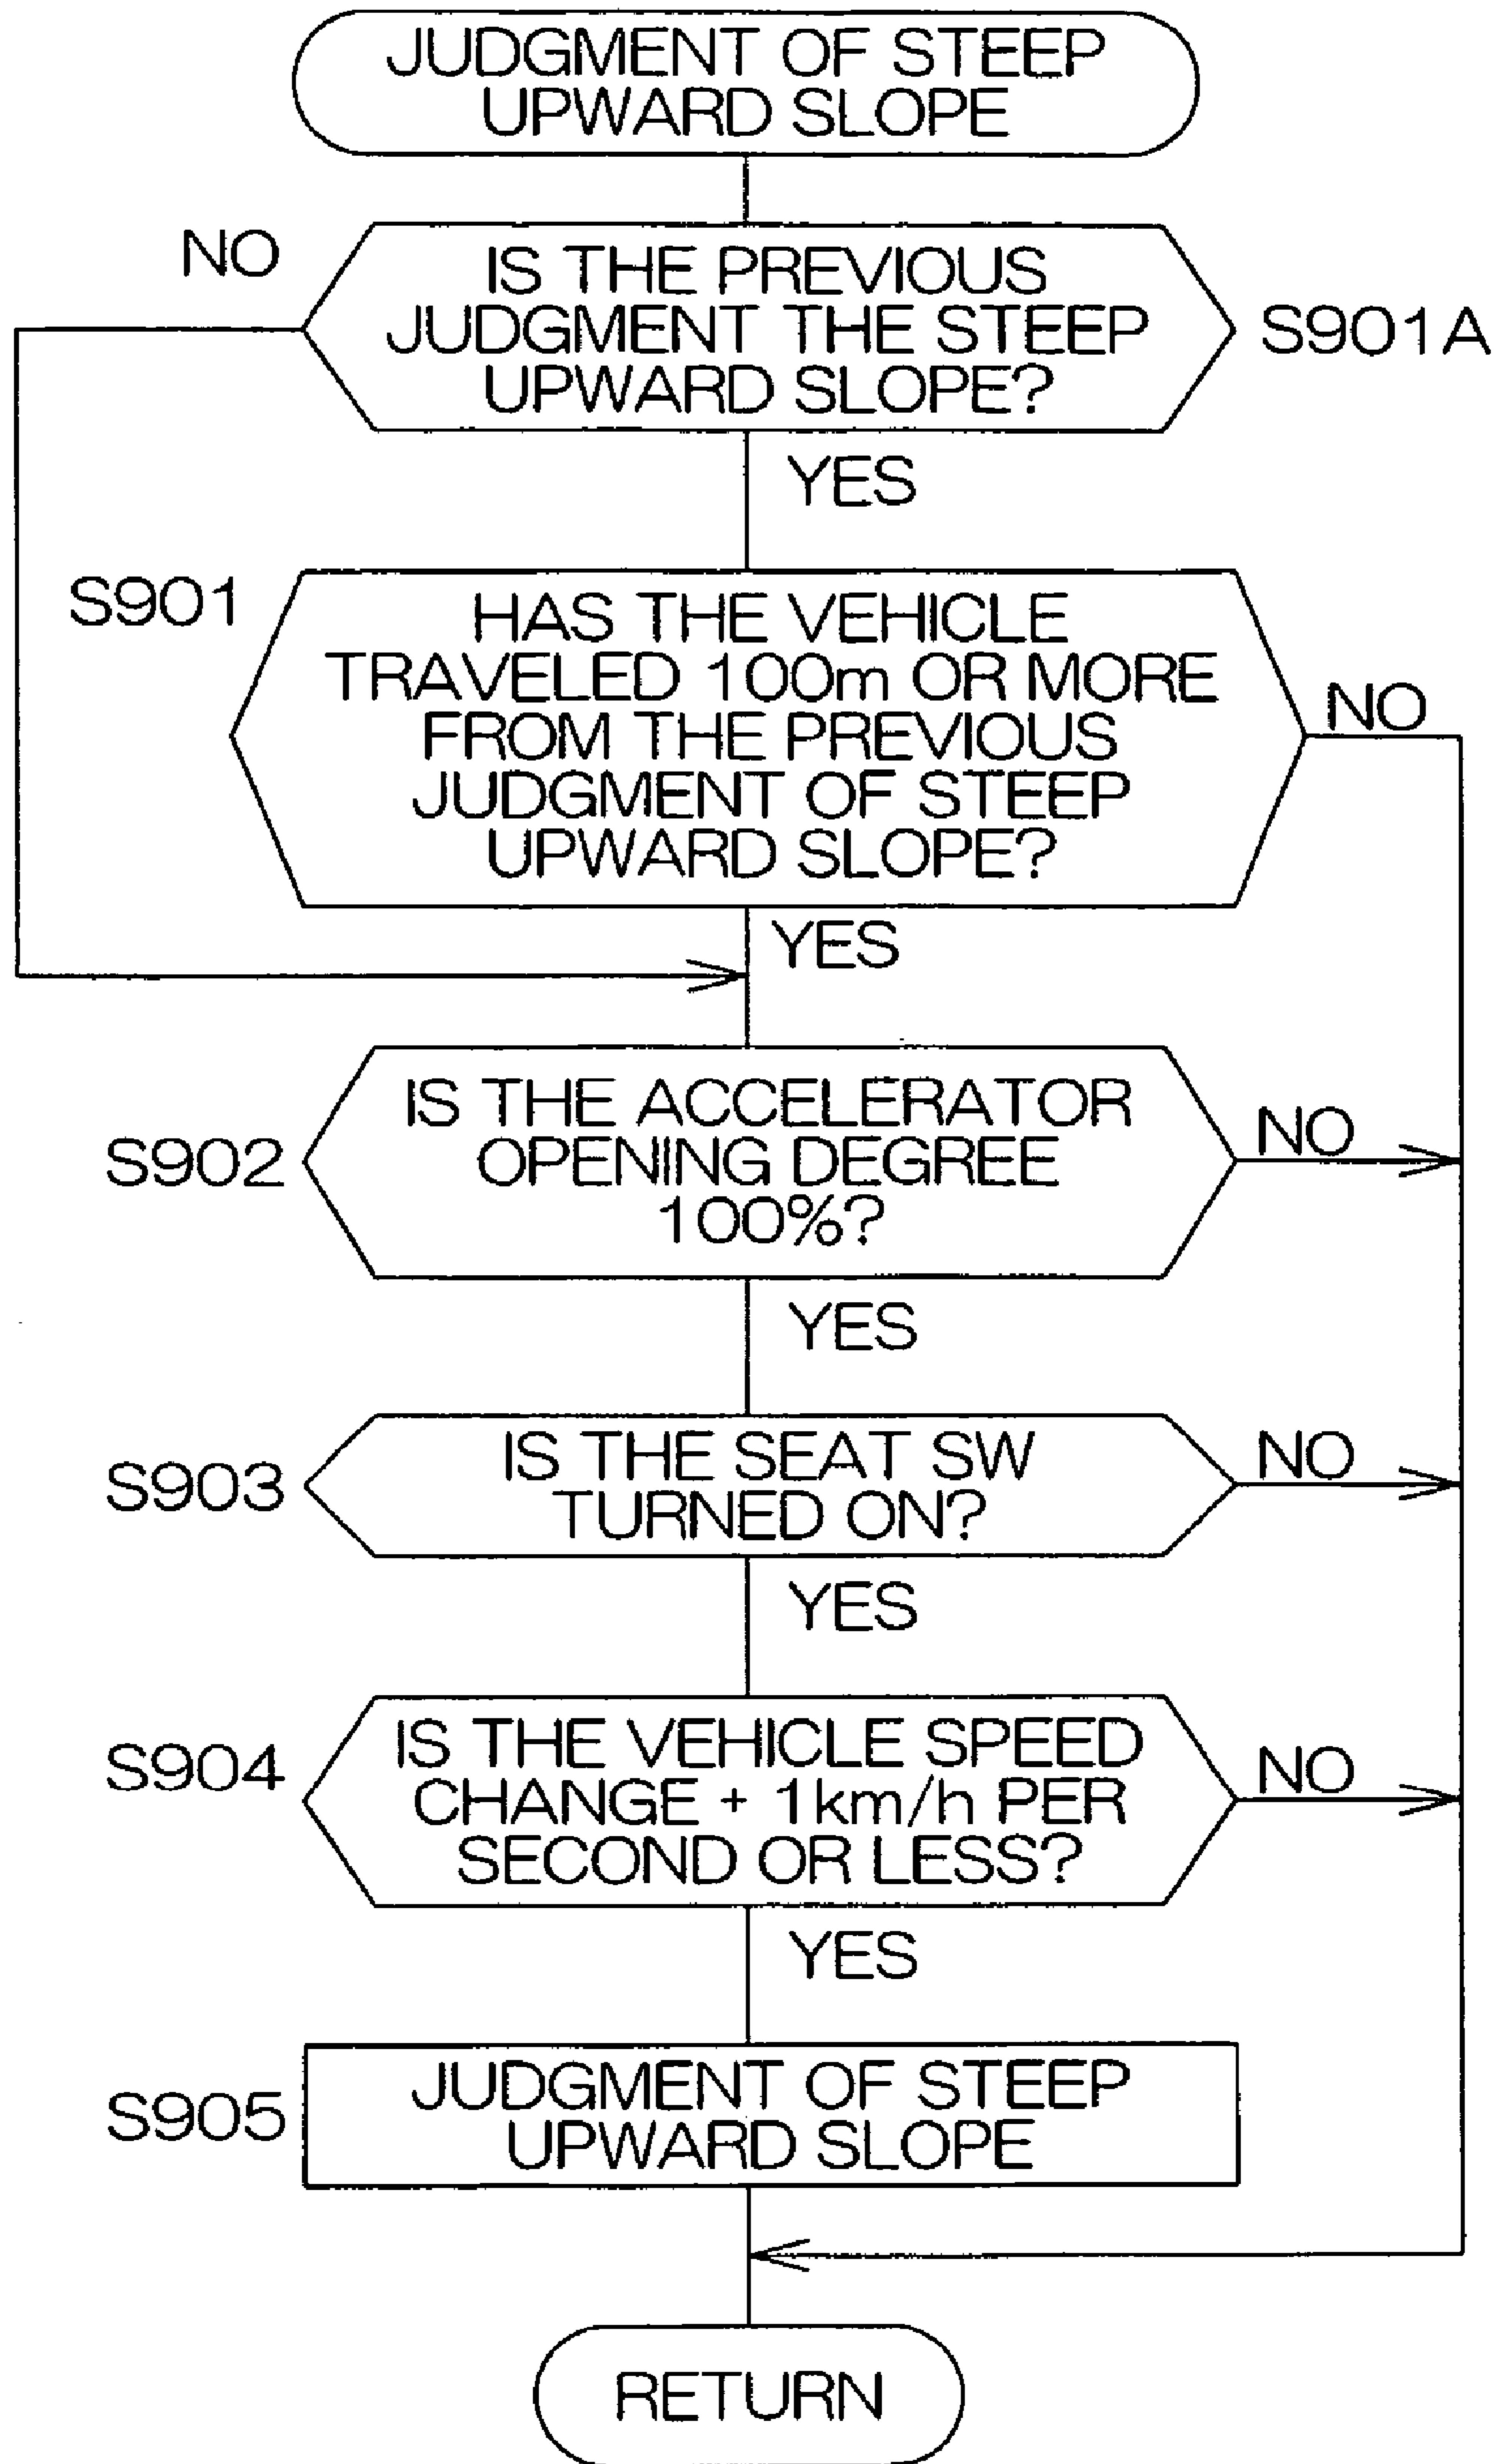 JUDGMENT OF STEEP
UPWARD SLOPE
NO
IS THE PREVIOUS
JUDGMENT THE STEEP
UPWARD SLOPE?
S901A
YES
S901
HAS THE VEHICLE
TRAVELED 100m OR MORE
FROM THE PREVIOUS
JUDGMENT OF STEEP
UPWARD SLOPE?
NO
YES
S902
IS THE ACCELERATOR
OPENING DEGREE
100%?
NO
YES
S903
IS THE SEAT SW
TURNED ON?
NO
YES
S904
IS THE VEHICLE SPEED
CHANGE + 1km/h PER
SECOND OR LESS?
NO
YES
S905
JUDGMENT OF STEEP
UPWARD SLOPE
RETURN